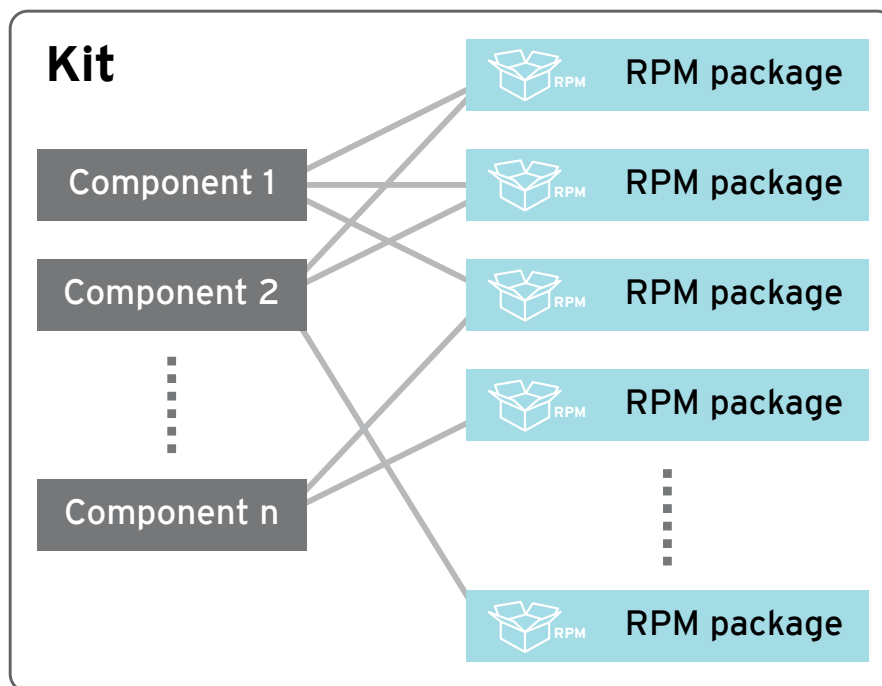 Kit
Component 1
Component 2
Component n
RPM RPM package
RPM RPM package
RPM RPM package
RPM RPM package
RPM RPM package